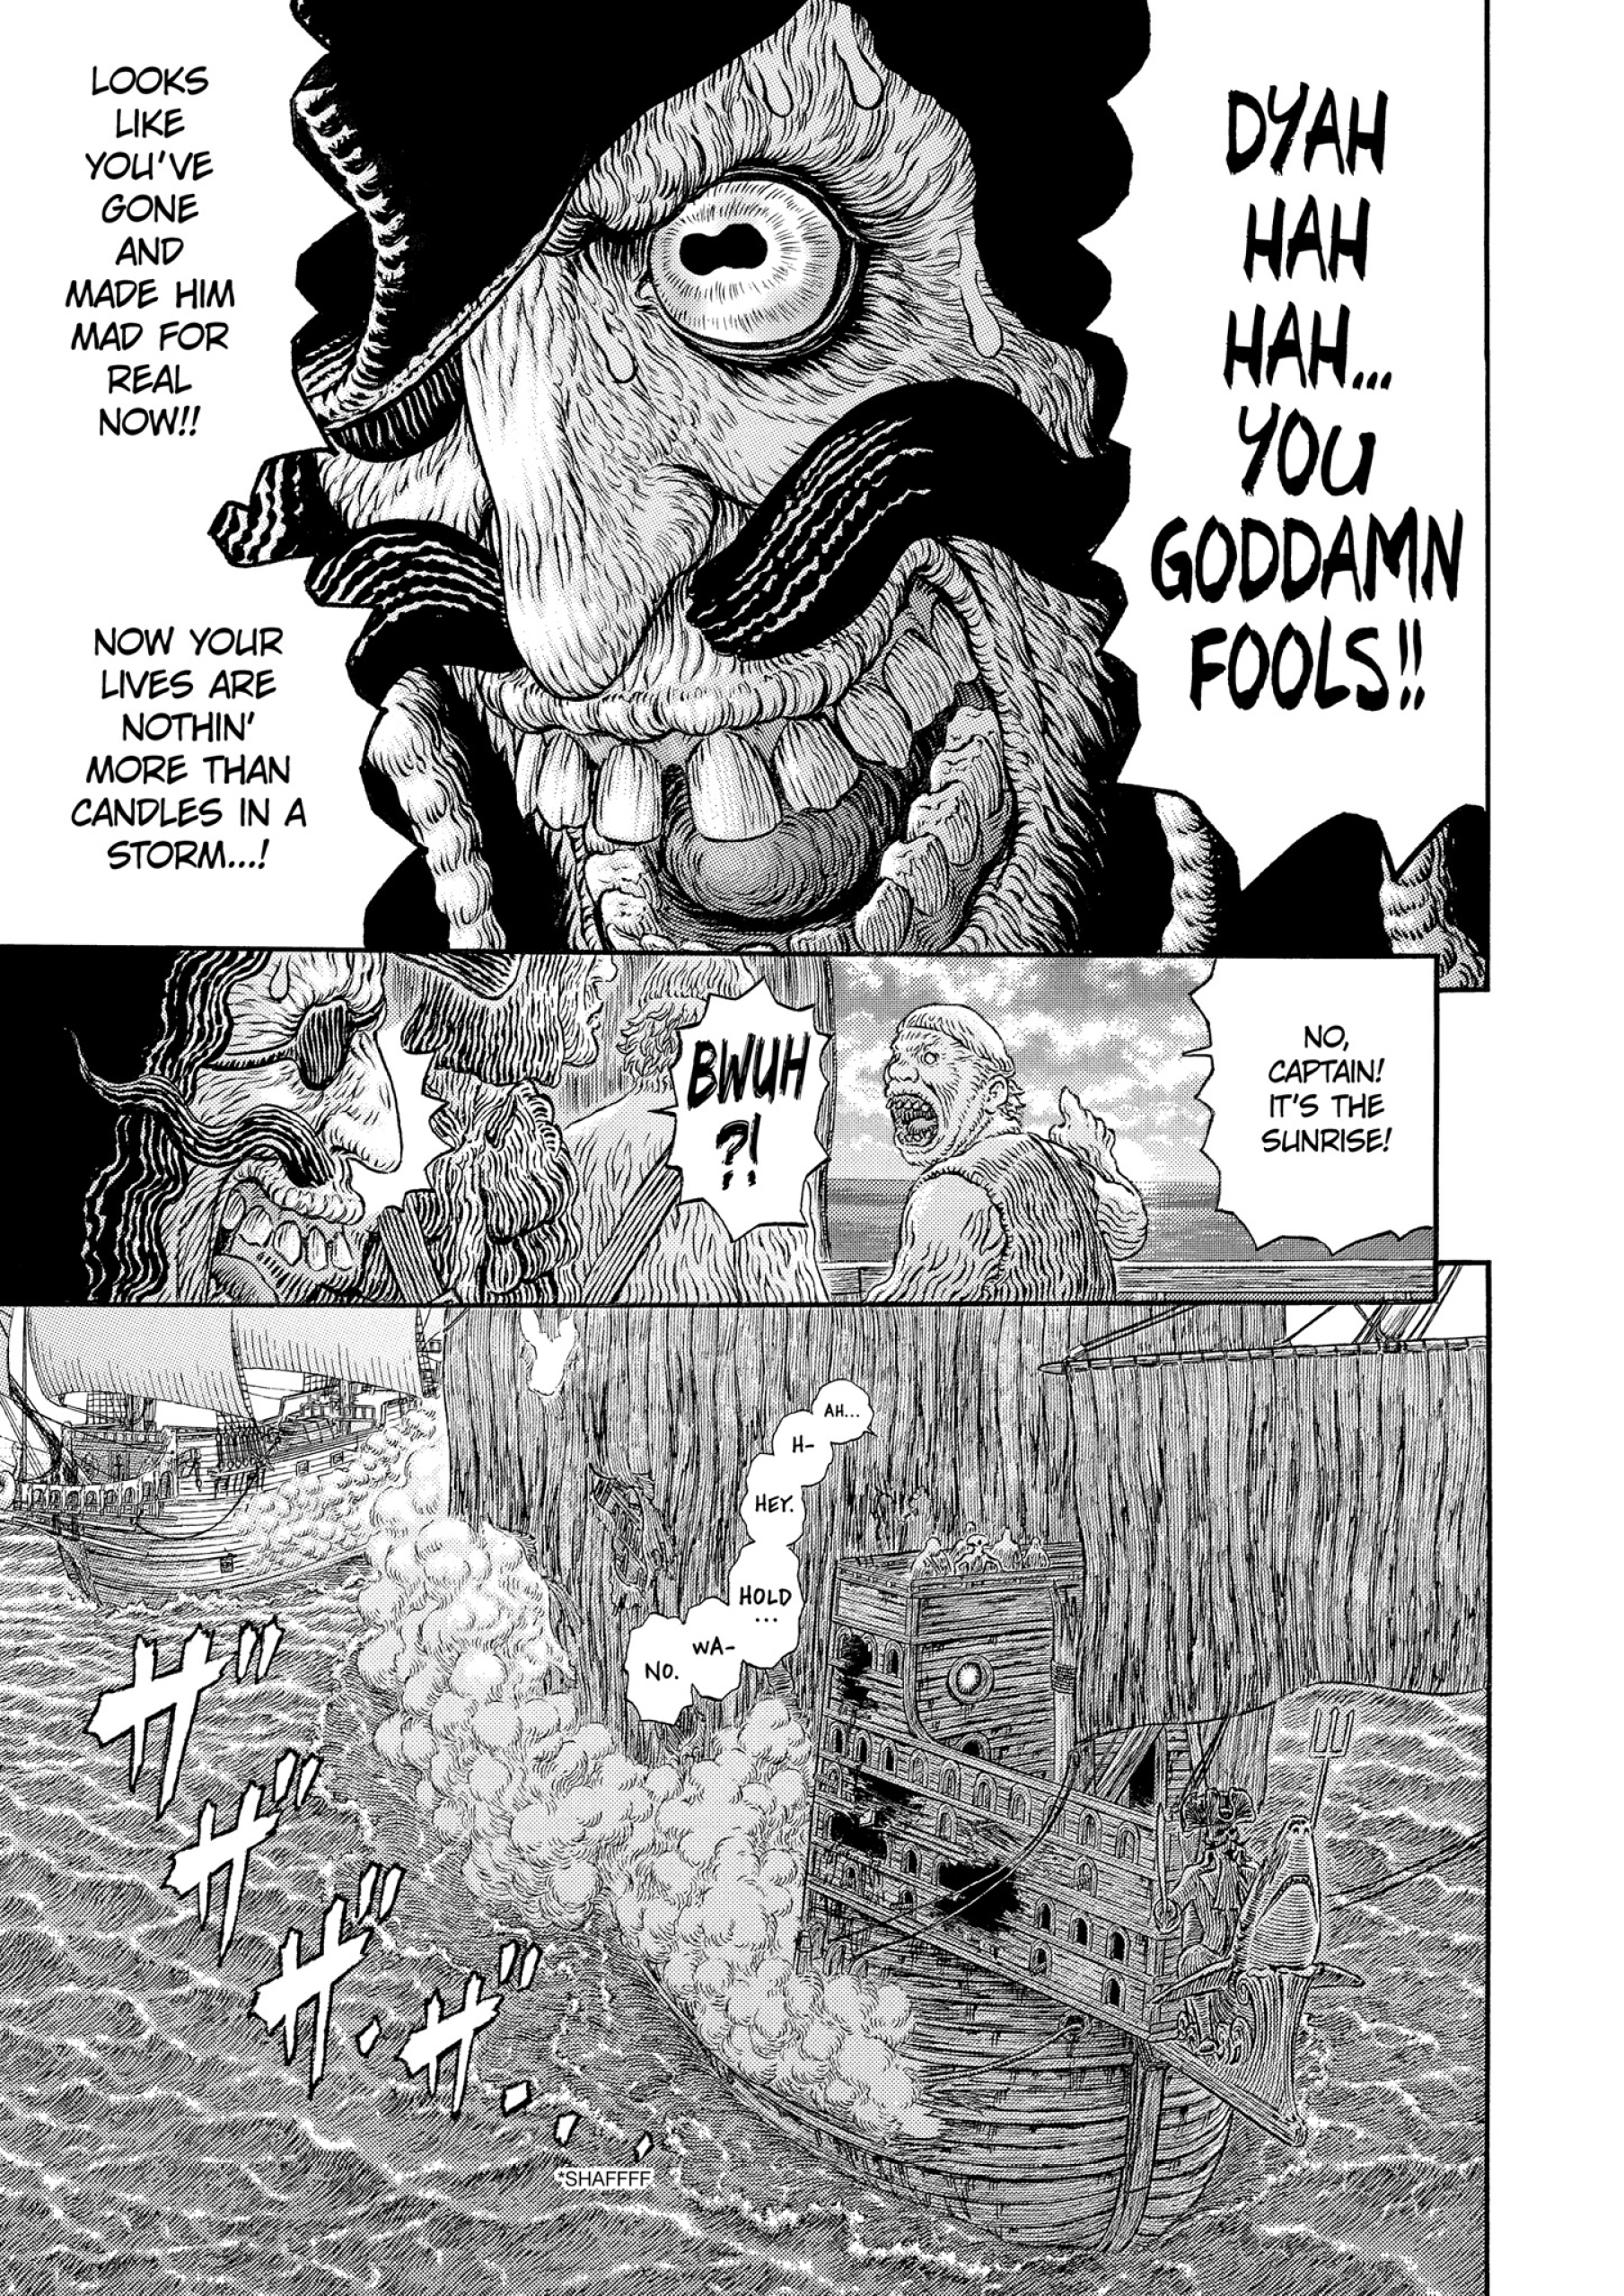 DYAH
HAH
HAH...
YOU
GODDAMN
FOOLS!!
LOOKS
LIKE
YOU'VE
GONE
AND
MADE HIM
MAD FOR
REAL
NOW!!
NOW YOUR
LIVES ARE
NOTHIN'
MORE THAN
CANDLES IN A
STORM...!
NO,
CAPTAIN!
IT'S THE
SUNRISE!
BWUH
?!
AH...
H-
HEY.
HOLD
...
WA-
NO.
ザザザザ...
*SHAFFFF